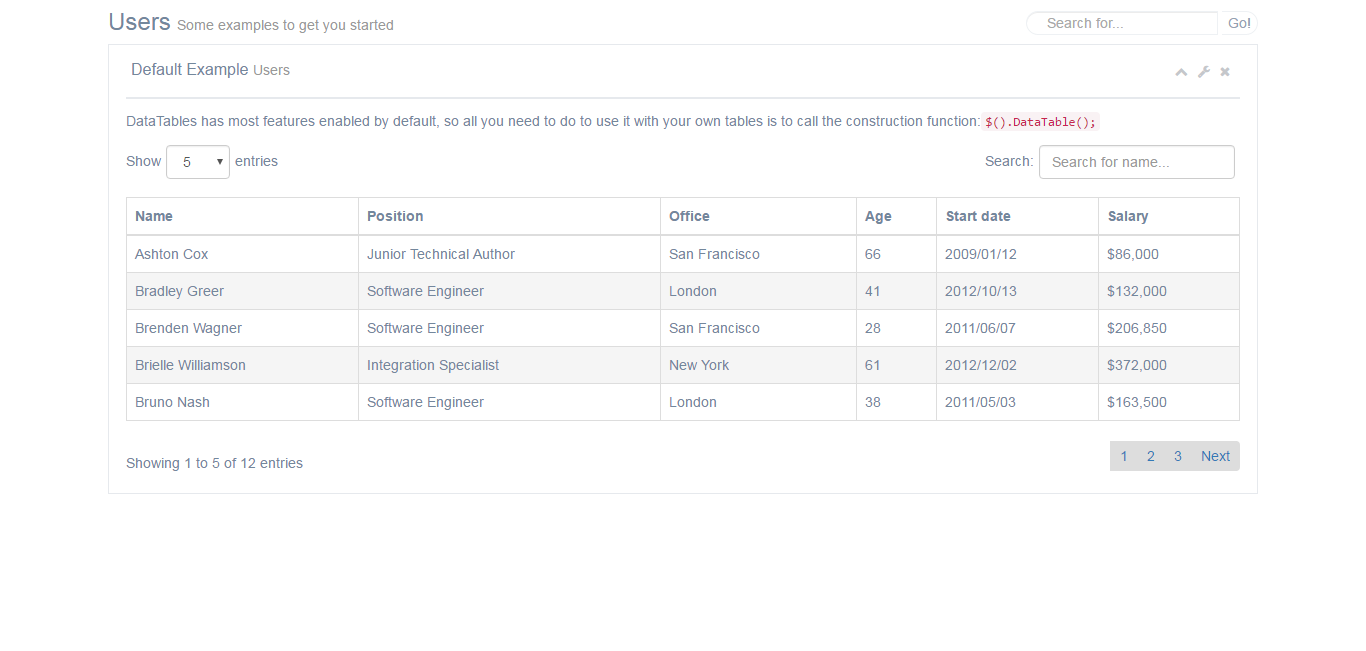 Users Some examples to get you started Search for... Go!
Default Example Users
DataTables has most features enabled by default, so all you need to do to use it with your own tables is to call the construction function: $().DataTable();
Show 5 entries Search: Search for name...
Name Position Office Age Start date Salary
Ashton Cox Junior Technical Author San Francisco 66 2009/01/12 $86,000
Bradley Greer Software Engineer London 41 2012/10/13 $132,000
Brenden Wagner Software Engineer San Francisco 28 2011/06/07 $206,850
Brielle Williamson Integration Specialist New York 61 2012/12/02 $372,000
Bruno Nash Software Engineer London 38 2011/05/03 $163,500
Showing 1 to 5 of 12 entries 1 2 3 Next